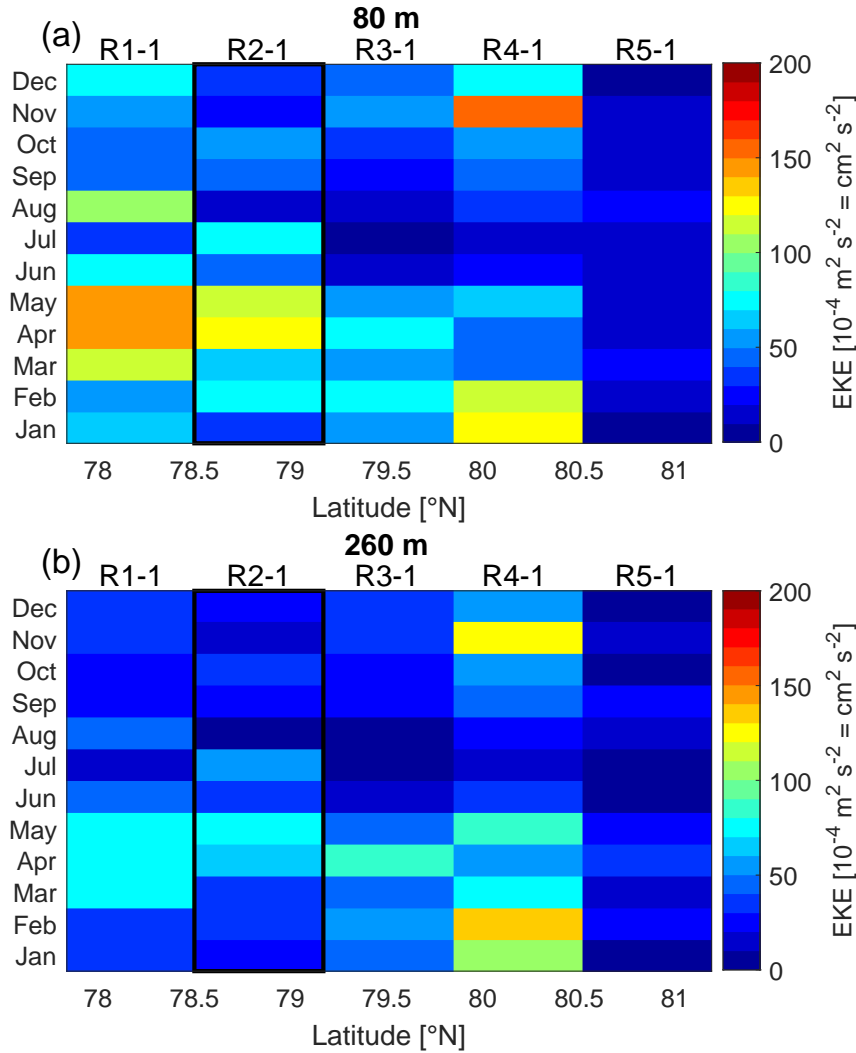 80 m
(a)
R1-1 R2-1 R3-1 R4-1 R5-1
Dec
Nov
Oct
Sep
Aug
Jul
Jun
May
Apr
Mar
Feb
Jan
78 78.5 79 79.5 80 80.5 81
Latitude [°N]
200
150
100
50
0
EKE [10⁻⁴ m² s⁻² = cm² s⁻²]
260 m
(b)
R1-1 R2-1 R3-1 R4-1 R5-1
Dec
Nov
Oct
Sep
Aug
Jul
Jun
May
Apr
Mar
Feb
Jan
78 78.5 79 79.5 80 80.5 81
Latitude [°N]
200
150
100
50
0
EKE [10⁻⁴ m² s⁻² = cm² s⁻²]